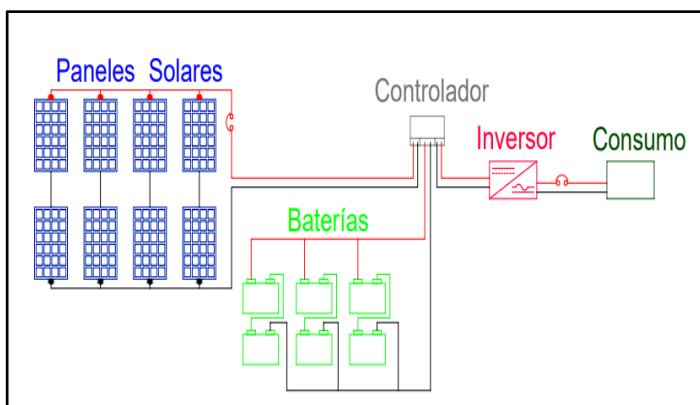 Paneles Solares
Controlador
Inversor
Consumo
Baterías